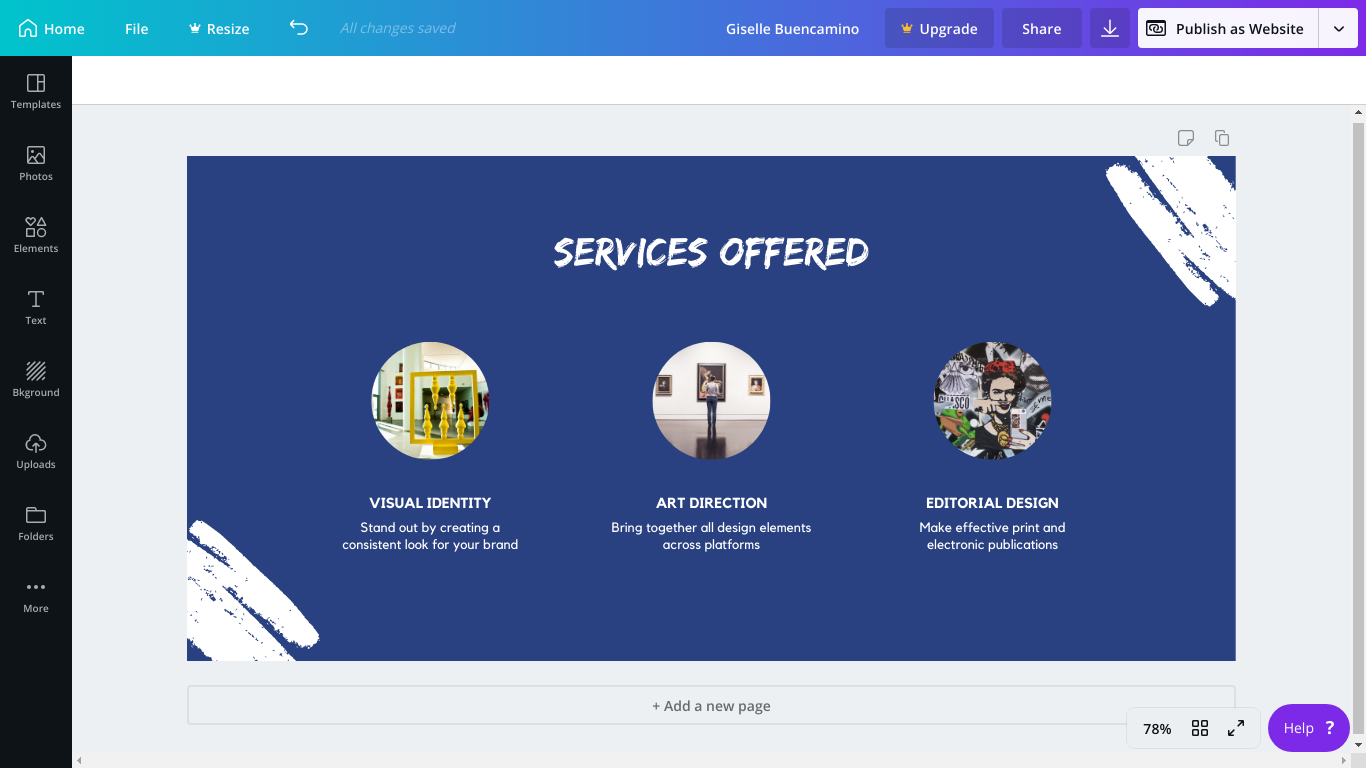 Home File Resize All changes saved Giselle Buencamino Upgrade Share Publish as Website
Templates
Photos
Elements
Text
Bkground
Uploads
Folders
More
SERVICES OFFERED
VISUAL IDENTITY
Stand out by creating a
consistent look for your brand
ART DIRECTION
Bring together all design elements
across platforms
EDITORIAL DESIGN
Make effective print and
electronic publications
+ Add a new page
78%
Help ?